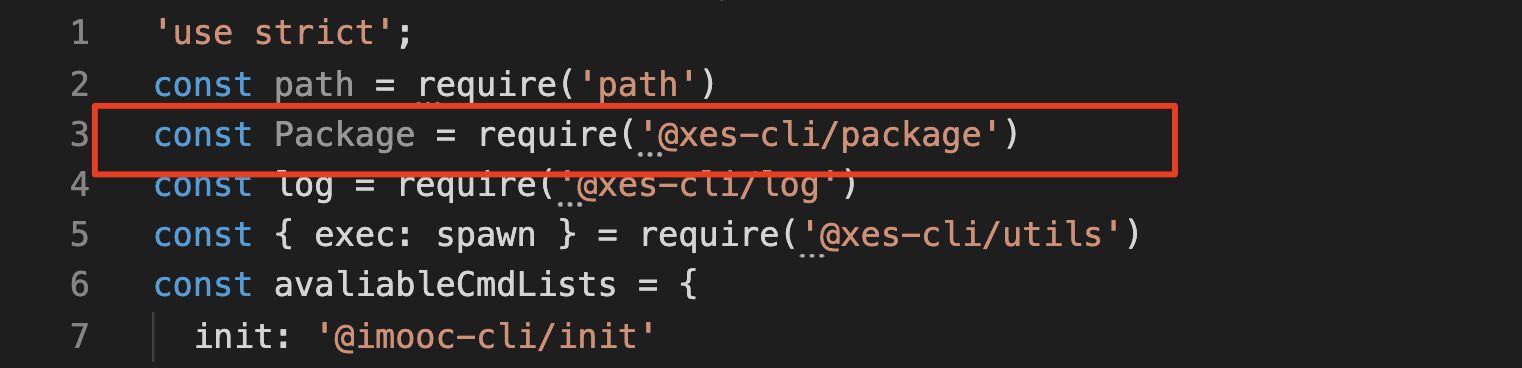 1 'use strict';
2 const path = require('path')
3 const Package = require('@xes-cli/package')
4 const log = require('@xes-cli/log')
5 const { exec: spawn } = require('@xes-cli/utils')
6 const avaliableCmdLists = {
7 init: '@imooc-cli/init'